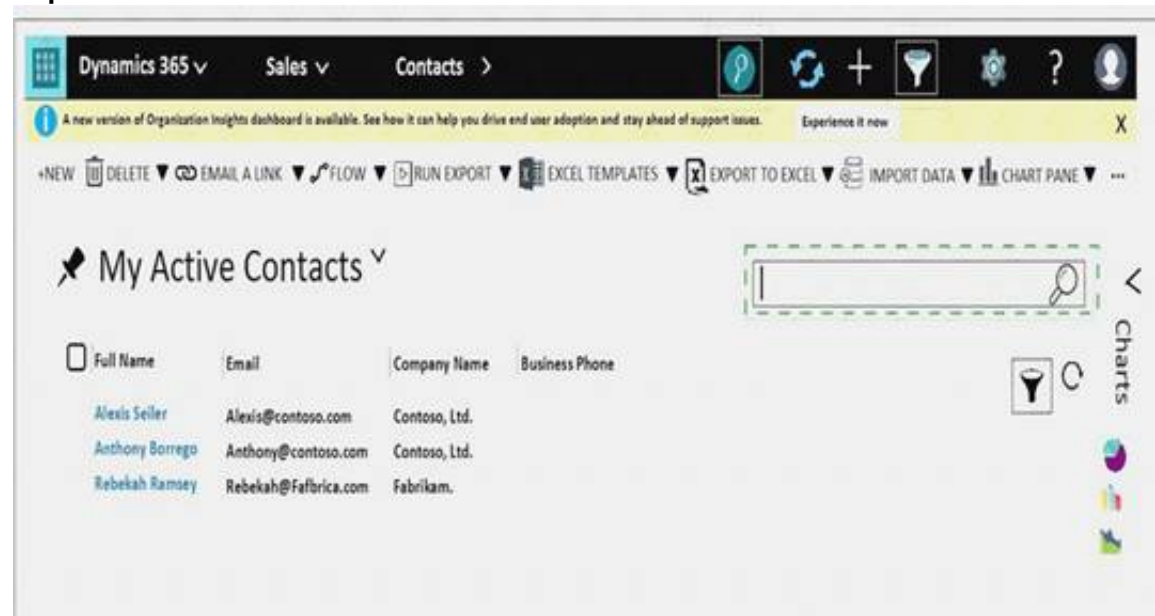 Dynamics 365 Sales Contacts > + ?
i A new version of Organization Insights dashboard is available. See how it can help you drive end user adoption and stay ahead of support issues. Experience it now X
+NEW DELETE EMAIL A LINK FLOW RUN EXPORT EXCEL TEMPLATES EXPORT TO EXCEL IMPORT DATA CHART PANE ...
My Active Contacts
Charts
Full Name Email Company Name Business Phone
Alexis Seiler Alexis@contoso.com Contoso, Ltd.
Anthony Borrego Anthony@contoso.com Contoso, Ltd.
Rebekah Ramsey Rebekah@Fafbrica.com Fabrikam.